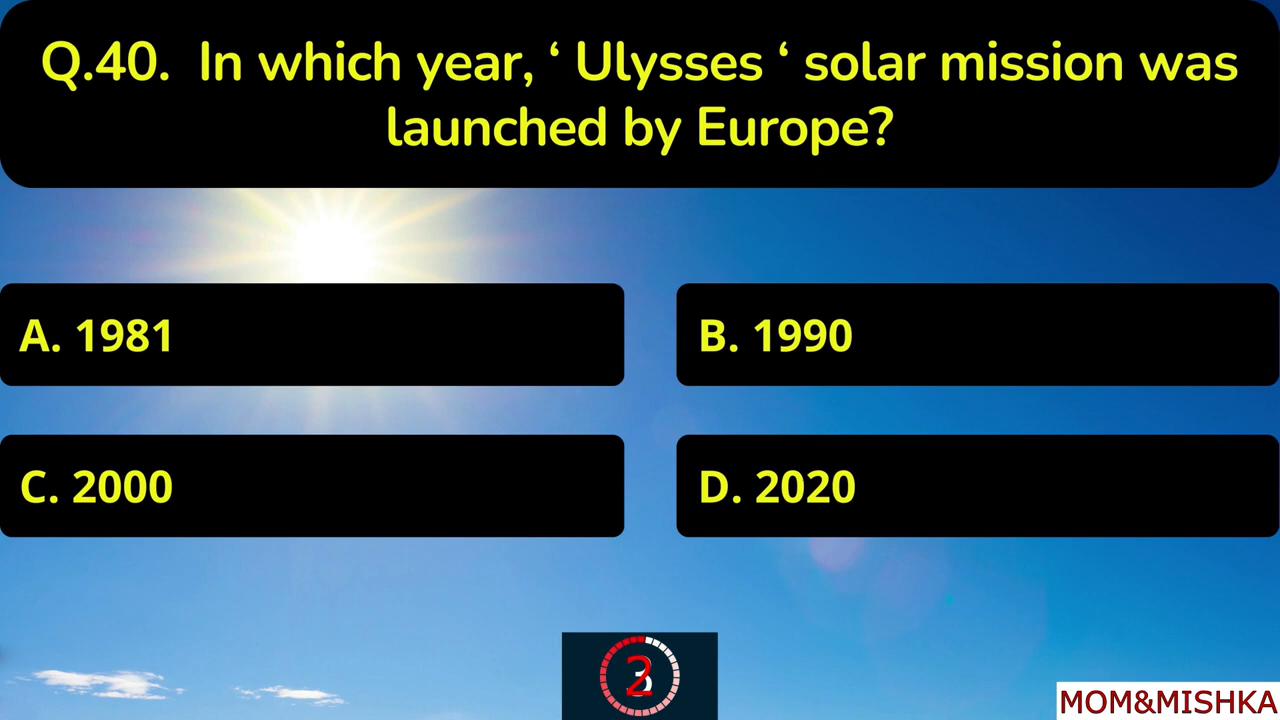 Q.40. In which year, ‘ Ulysses ‘ solar mission was
launched by Europe?
A. 1981
B. 1990
C. 2000
D. 2020
MOM&MISHKA